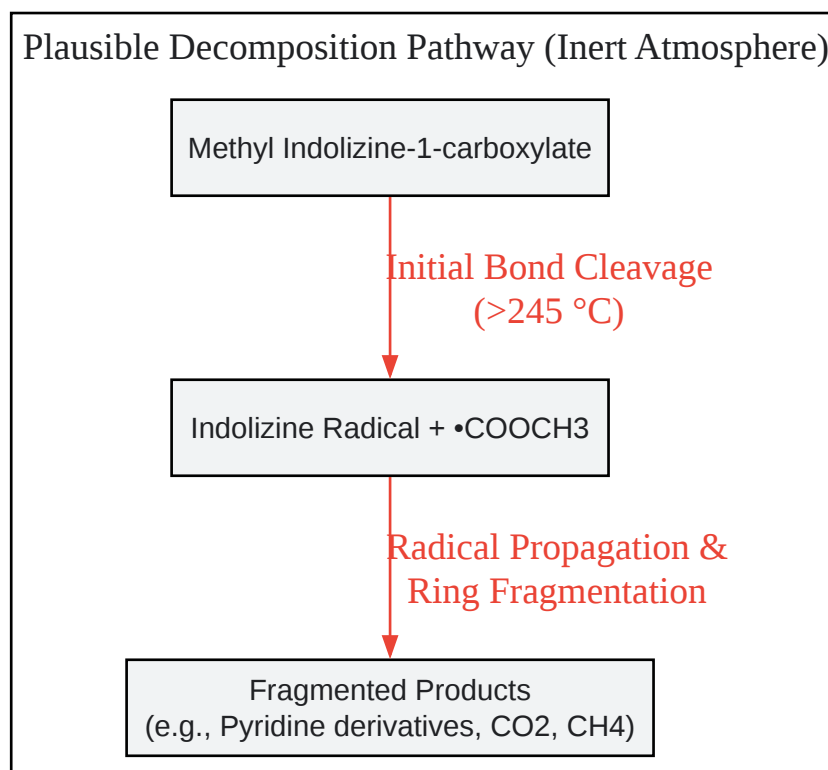 Plausible Decomposition Pathway (Inert Atmosphere)
Methyl Indolizine-1-carboxylate
Initial Bond Cleavage
(>245 °C)
Indolizine Radical + •COOCH3
Radical Propagation &
Ring Fragmentation
Fragmented Products
(e.g., Pyridine derivatives, CO2, CH4)